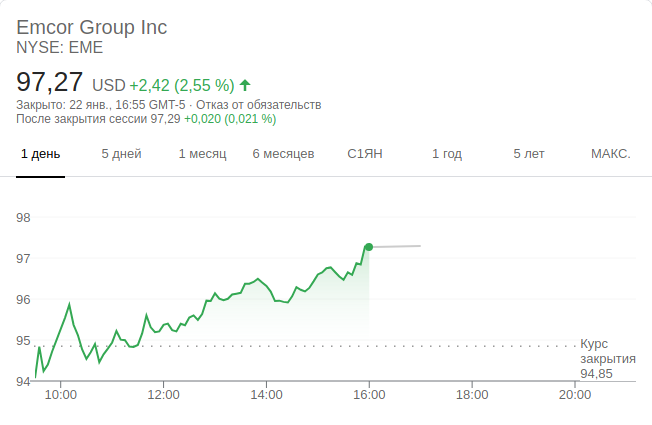 Emcor Group Inc
NYSE: EME
97,27 USD +2,42 (2,55 %)
Закрыто: 22 янв., 16:55 GMT-5 · Отказ от обязательств
После закрытия сессии 97,29 +0,020 (0,021 %)
1 день 5 дней 1 месяц 6 месяцев С1ЯН 1 год 5 лет МАКС.
98
97
96
95
Курс
закрытия
94,85
94
10:00 12:00 14:00 16:00 18:00 20:00